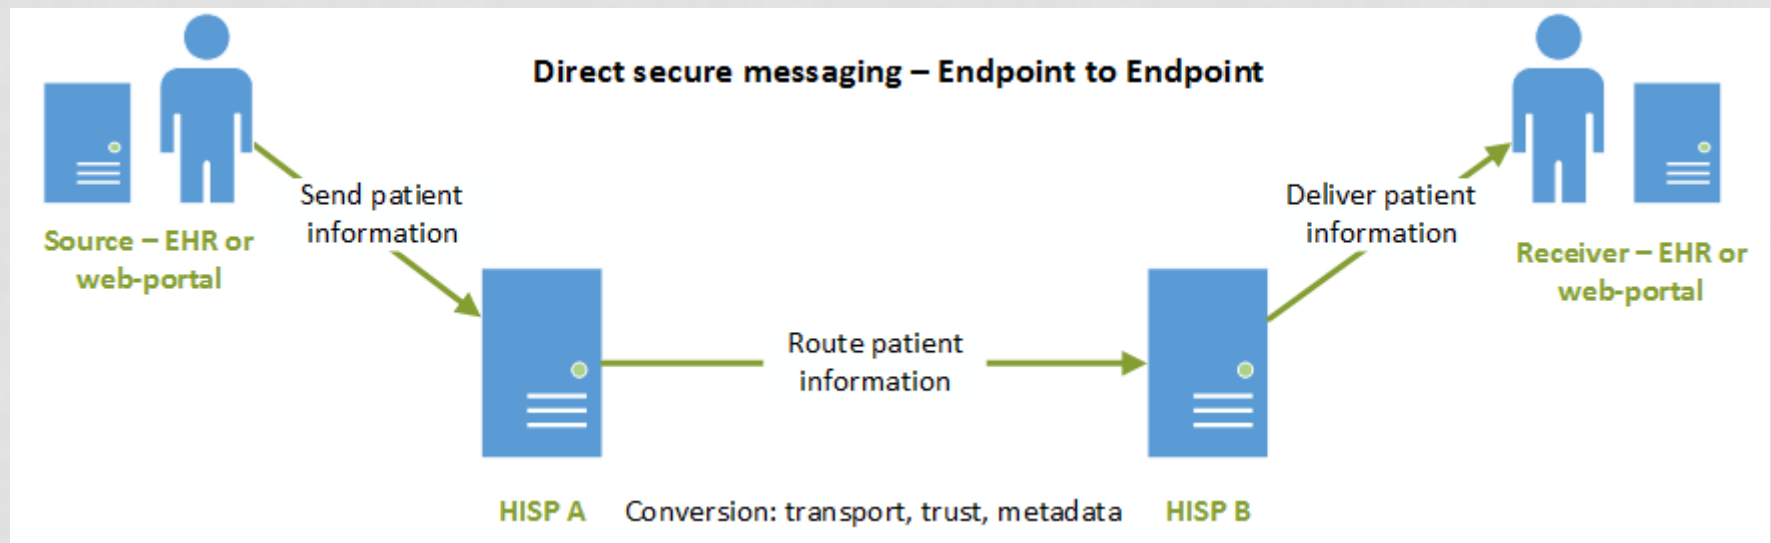 Direct secure messaging – Endpoint to Endpoint
Send patient
information
Source – EHR or
web-portal
Deliver patient
information
Receiver – EHR or
web-portal
Route patient
information
HISP A
Conversion: transport, trust, metadata
HISP B